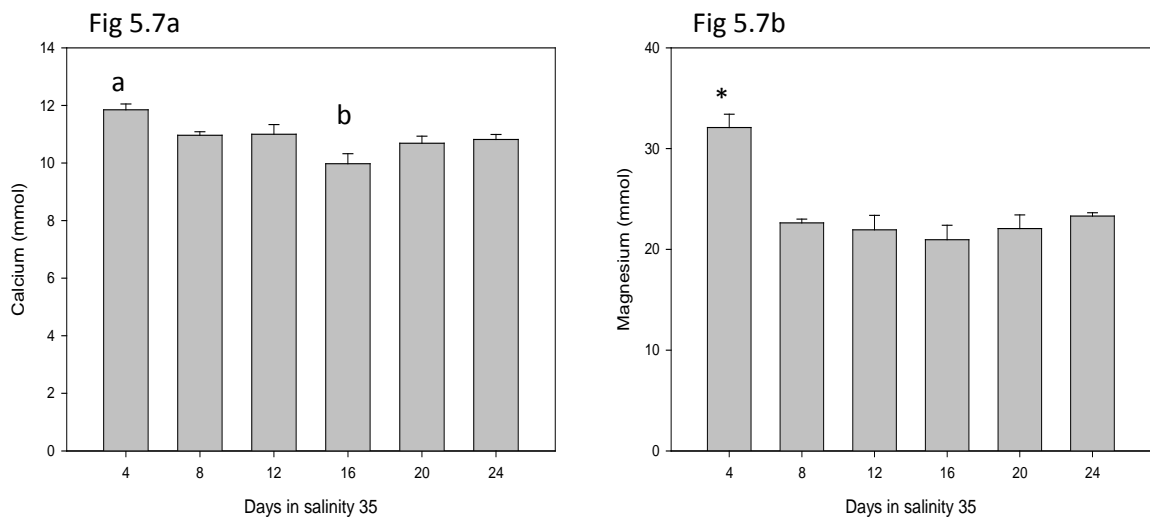 Fig 5.7a
Calcium (mmol)
14
12
10
8
6
4
2
0
a
b
4 8 12 16 20 24
Days in salinity 35
Fig 5.7b
Magnesium (mmol)
40
30
20
10
0
*
4 8 12 16 20 24
Days in salinity 35